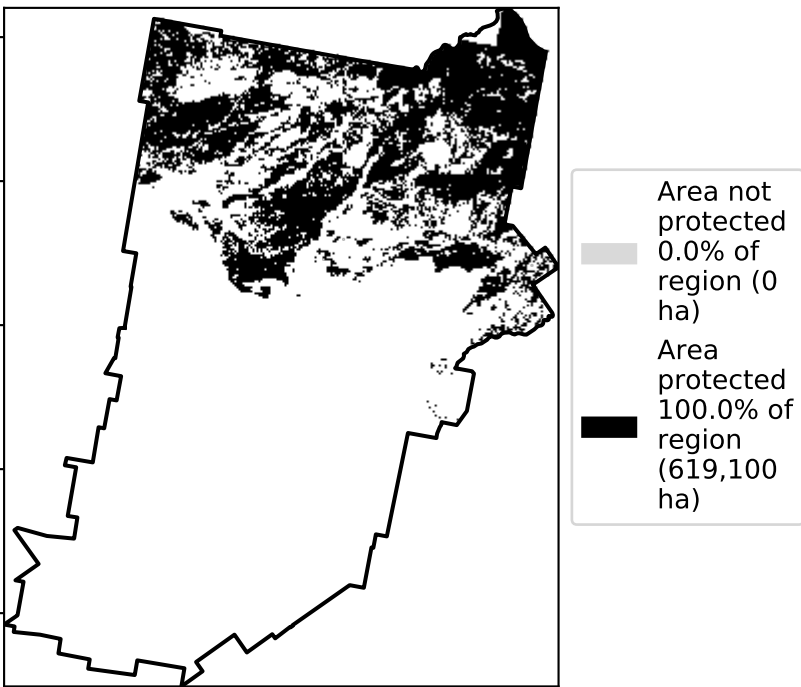 Area not
protected
0.0% of
region (0
ha)
Area
protected
100.0% of
region
(619,100
ha)